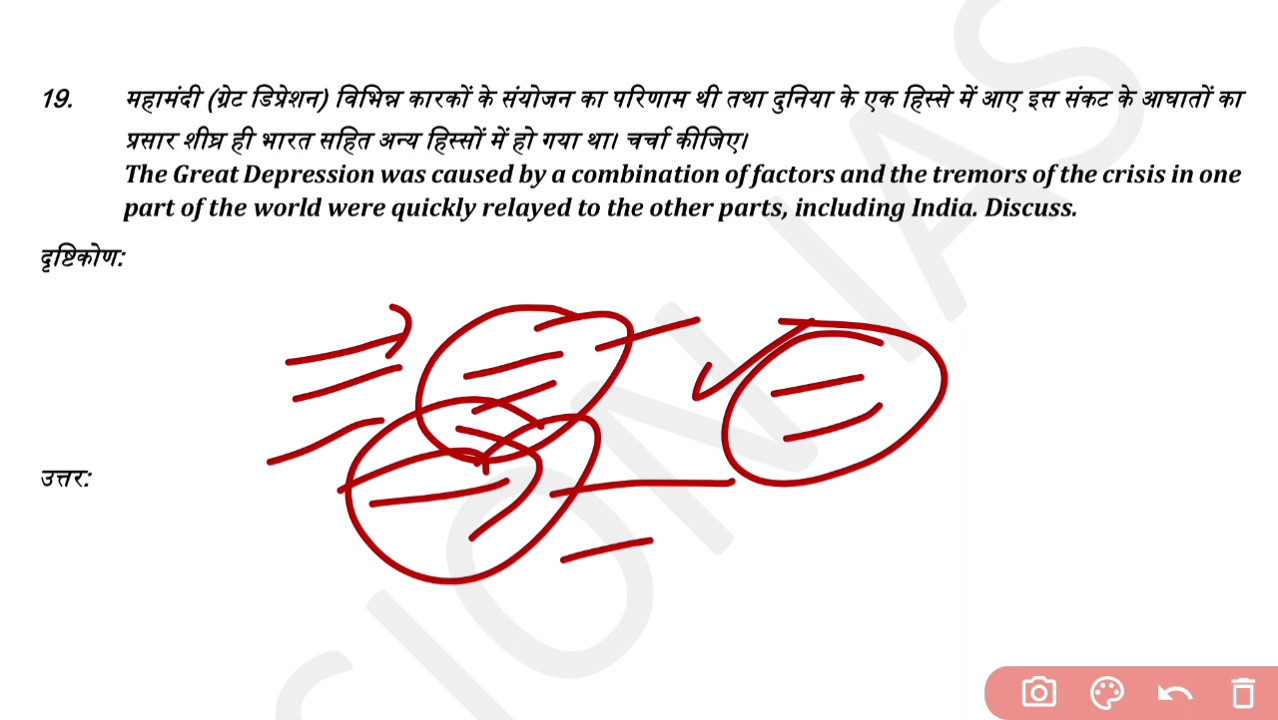 19. महामंदी (ग्रेट डिप्रेशन) विभिन्न कारकों के संयोजन का परिणाम थी तथा दुनिया के एक हिस्से में आए इस संकट के आघातों का
प्रसार शीघ्र ही भारत सहित अन्य हिस्सों में हो गया था। चर्चा कीजिए।
The Great Depression was caused by a combination of factors and the tremors of the crisis in one
part of the world were quickly relayed to the other parts, including India. Discuss.
दृष्टिकोण:
उत्तर:
SION IAS